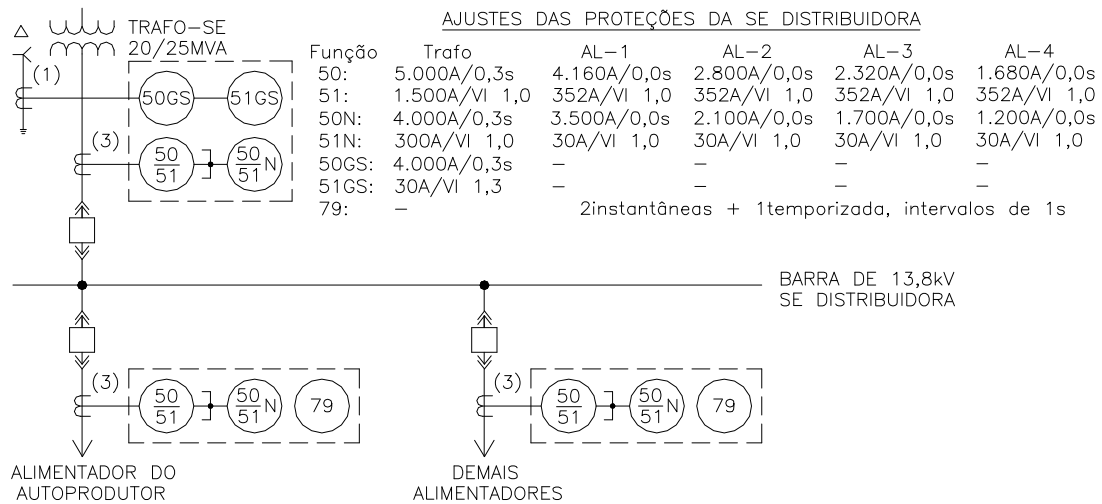 AJUSTES DAS PROTEÇÕES DA SE DISTRIBUIDORA
TRAFO-SE
20/25MVA
Δ
(1)
50GS
51GS
(3)
50
51
50
51
N
Função Trafo AL-1 AL-2 AL-3 AL-4
50: 5.000A/0,3s 4.160A/0,0s 2.800A/0,0s 2.320A/0,0s 1.680A/0,0s
51: 1.500A/VI 1,0 352A/VI 1,0 352A/VI 1,0 352A/VI 1,0 352A/VI 1,0
50N: 4.000A/0,3s 3.500A/0,0s 2.100A/0,0s 1.700A/0,0s 1.200A/0,0s
51N: 300A/VI 1,0 30A/VI 1,0 30A/VI 1,0 30A/VI 1,0 30A/VI 1,0
50GS: 4.000A/0,3s – – – –
51GS: 30A/VI 1,3 – – – –
79: – 2instantâneas + 1temporizada, intervalos de 1s
BARRA DE 13,8kV
SE DISTRIBUIDORA
(3)
50
51
50
51
N
79
(3)
50
51
50
51
N
79
ALIMENTADOR DO
AUTOPRODUTOR
DEMAIS
ALIMENTADORES